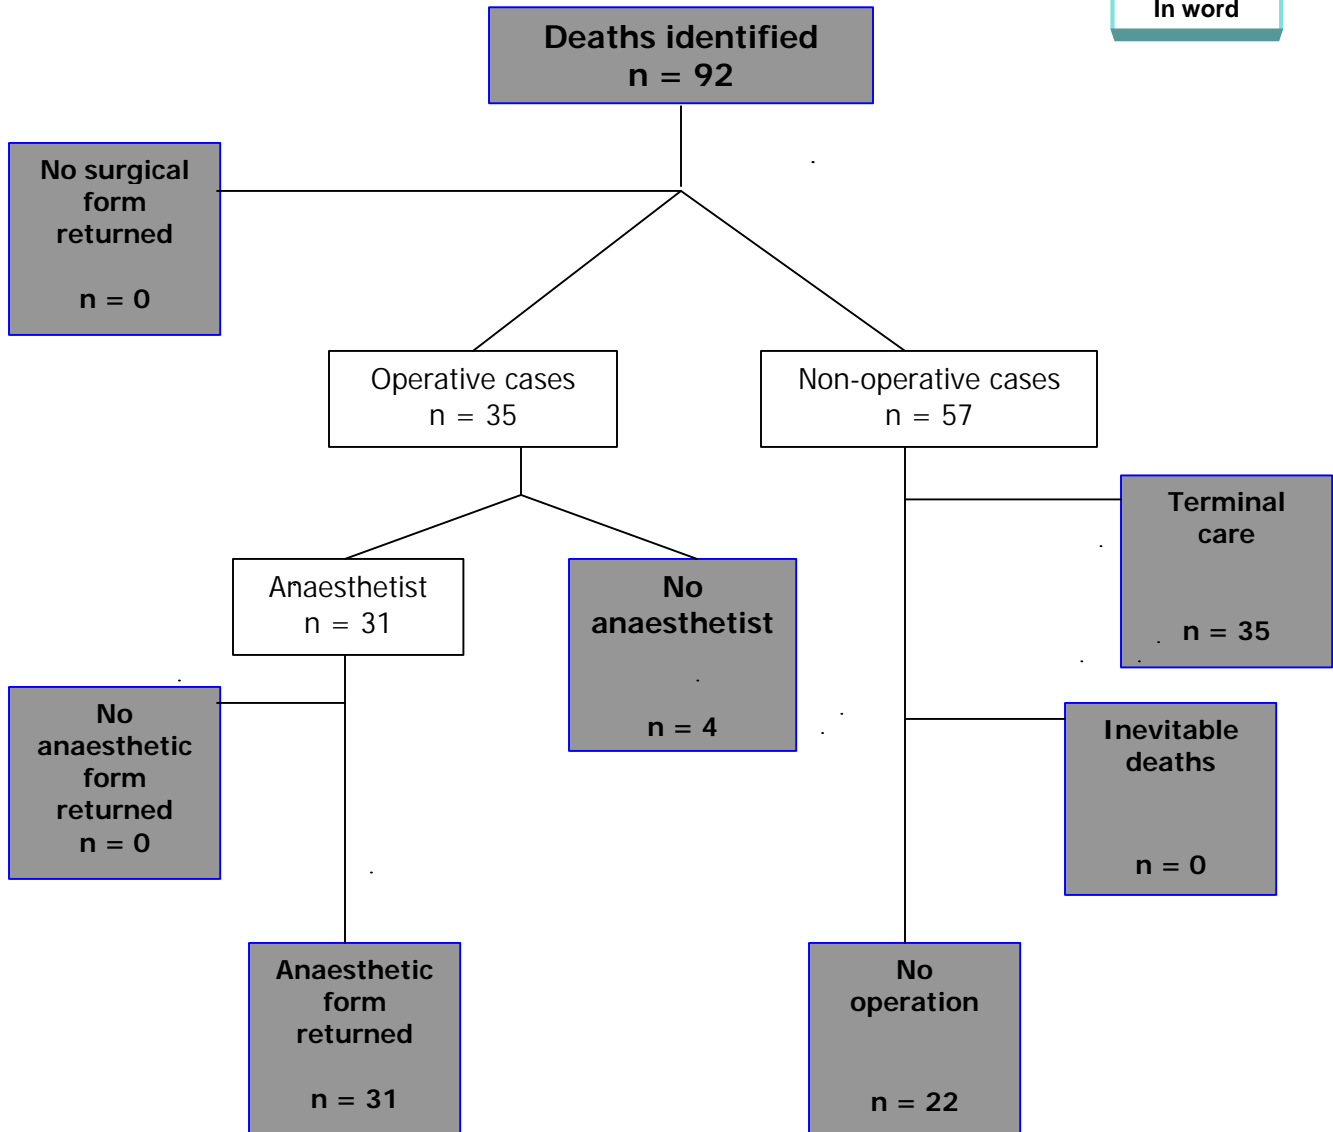 In word
Deaths identified
n = 92
No surgical
form
returned
n = 0
Operative cases
n = 35
Non-operative cases
n = 57
Terminal
care
n = 35
Anaesthetist
n = 31
No
anaesthetist
n = 4
No
anaesthetic
form
returned
n = 0
Inevitable
deaths
n = 0
Anaesthetic
form
returned
n = 31
No
operation
n = 22